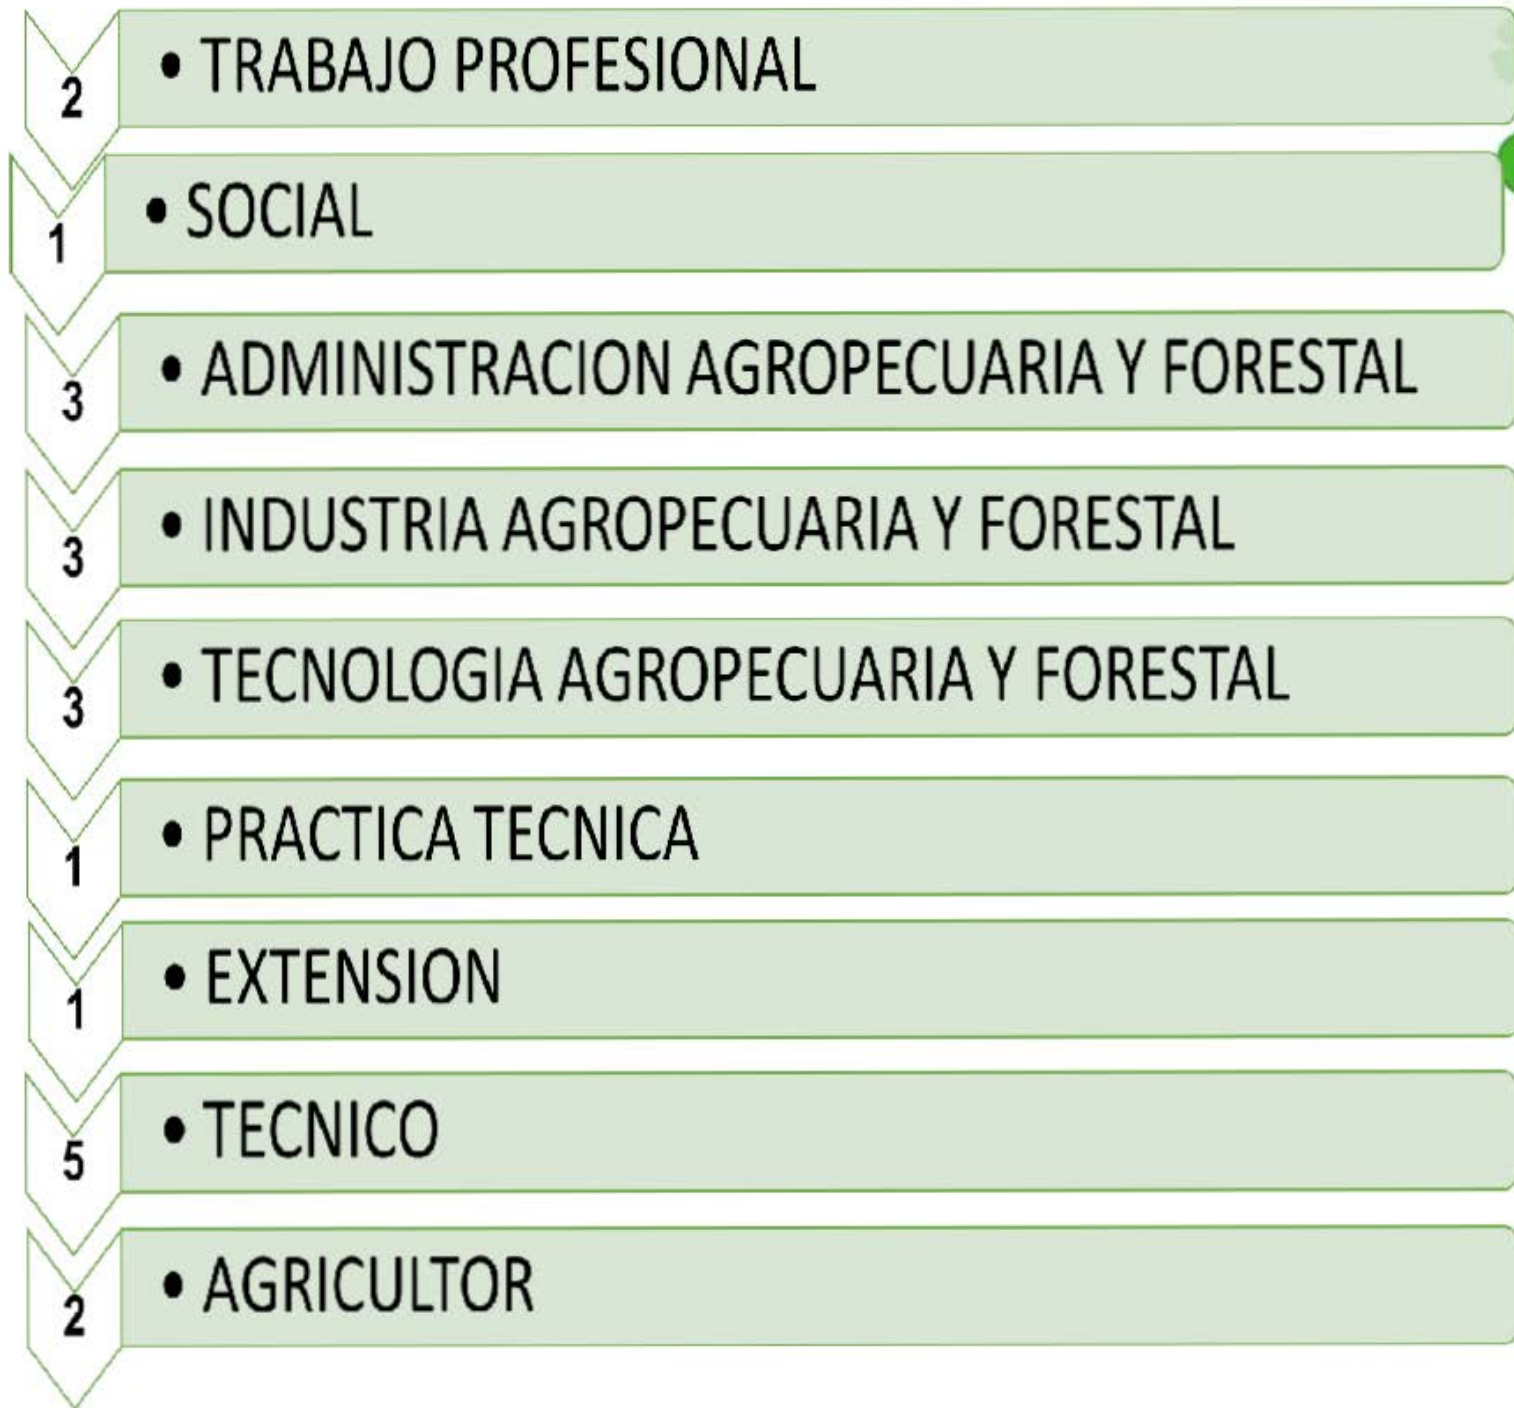 2 • TRABAJO PROFESIONAL
1 • SOCIAL
3 • ADMINISTRACION AGROPECUARIA Y FORESTAL
3 • INDUSTRIA AGROPECUARIA Y FORESTAL
3 • TECNOLOGIA AGROPECUARIA Y FORESTAL
1 • PRACTICA TECNICA
1 • EXTENSION
5 • TECNICO
2 • AGRICULTOR